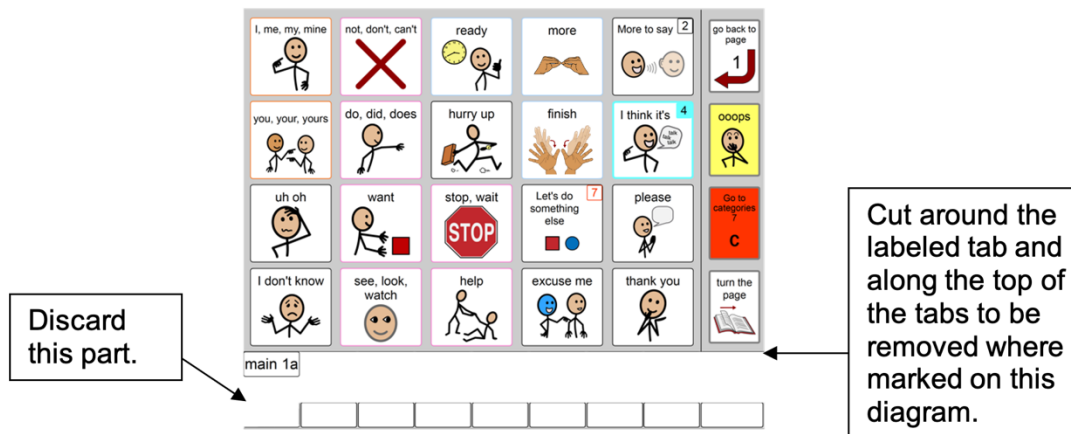 I, me, my, mine
not, don't, can't
ready
more
More to say
2
go back to
page
1
you, your, yours
do, did, does
hurry up
finish
I think it's
4
talk
talk
talk
ooops
uh oh
want
stop, wait
STOP
Let's do
something
else
7
please
Go to
categories
7
C
I don't know
see, look,
watch
help
excuse me
thank you
turn the
page
main 1a
Discard
this part.
Cut around the
labeled tab and
along the top of
the tabs to be
removed where
marked on this
diagram.